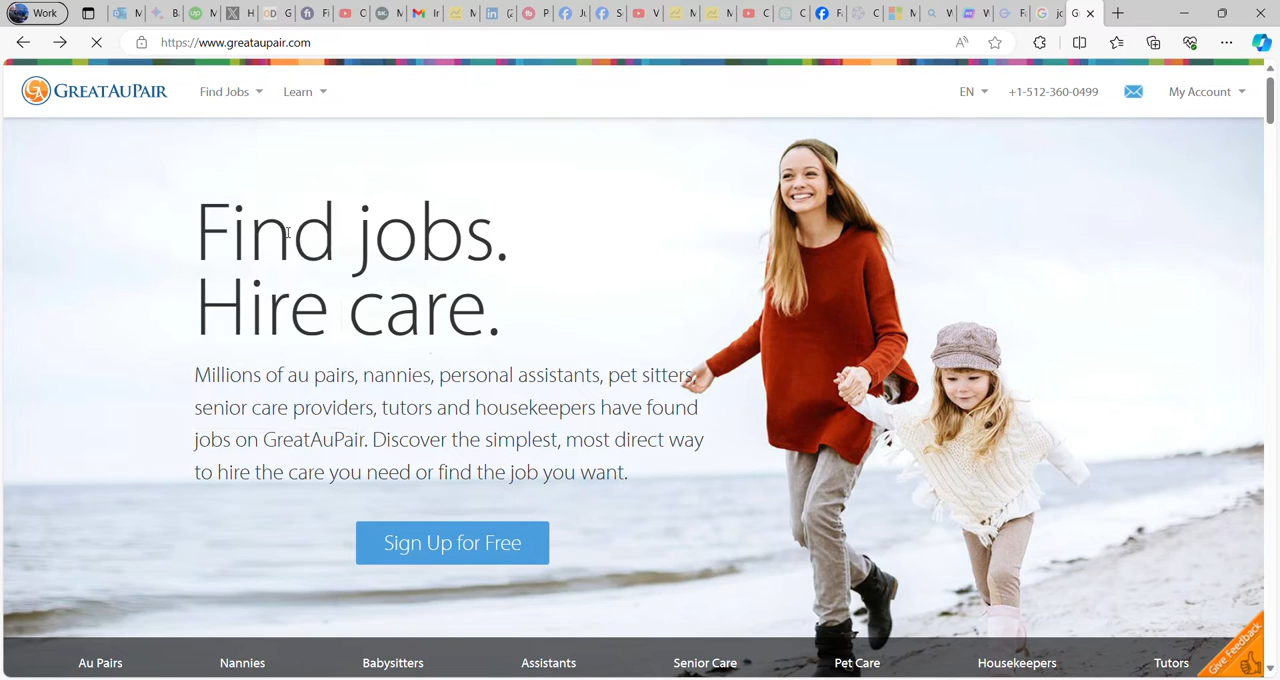 Work
https://www.greataupair.com
GREATAUPAIR
Find Jobs
Learn
EN
+1-512-360-0499
My Account
Find jobs.
Hire care.
Millions of au pairs, nannies, personal assistants, pet sitters,
senior care providers, tutors and housekeepers have found
jobs on GreatAuPair. Discover the simplest, most direct way
to hire the care you need or find the job you want.
Sign Up for Free
Au Pairs
Nannies
Babysitters
Assistants
Senior Care
Pet Care
Housekeepers
Tutors
Give Feedback